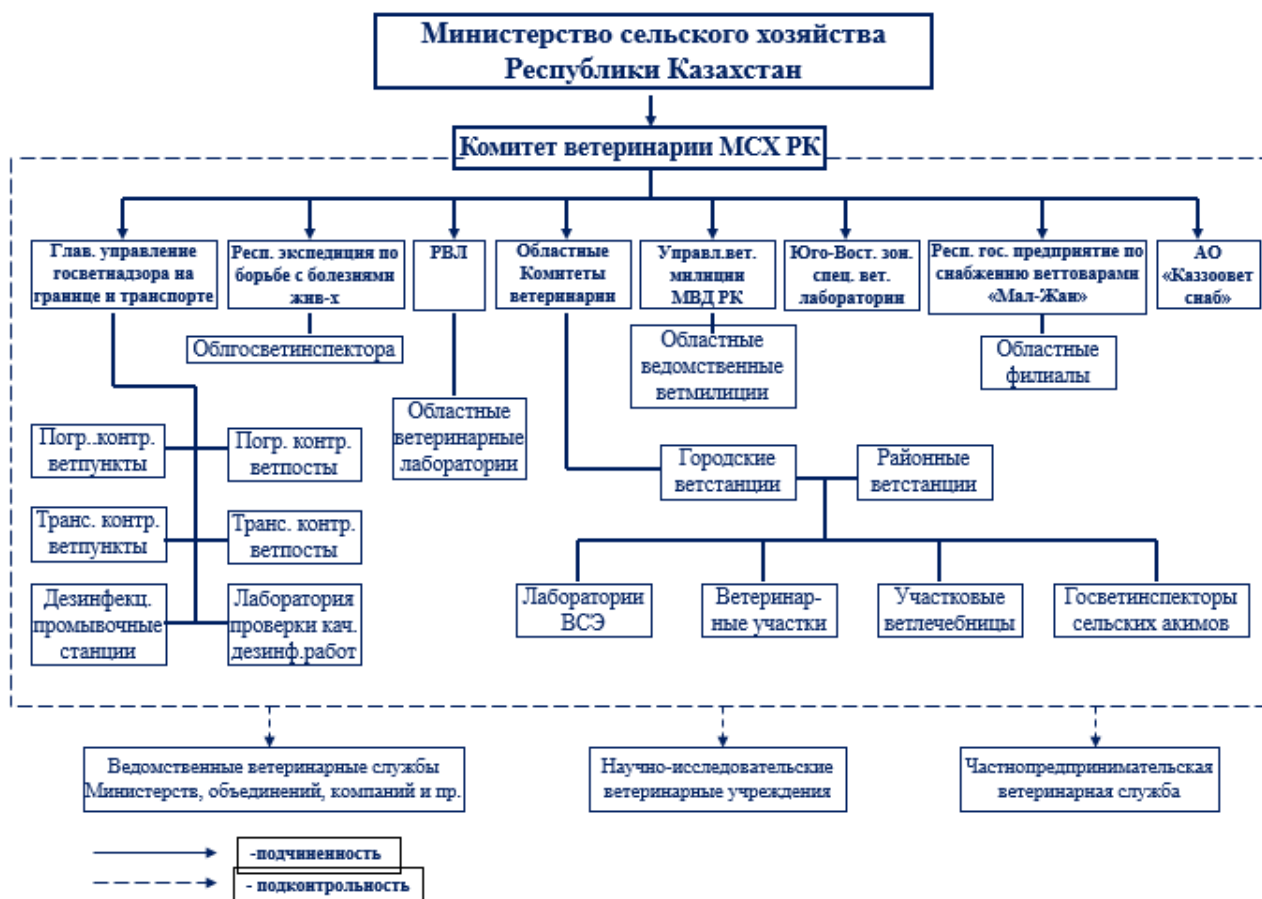 Министерство сельского хозяйства
Республики Казахстан
Комитет ветеринарии МСХ РК
Глав. управление
госветнадзора на
границе и транспорте
Респ. экспедиция по
борьбе с болезнями
жив-х
РВЛ
Областные
Комитеты
ветеринарии
Управл.вет.
милиции
МВД РК
Юго-Вост. зон.
спец. вет.
лаборатории
Респ. гос. предприятие по
снабжению веттоварами
«Мал-Жан»
АО
«Каззоовет
снаб»
Облгосветинспектора
Областные
ведомственные
ветмилиции
Областные
филиалы
Областные
ветеринарные
лаборатории
Погр..контр.
ветпункты
Погр. контр.
ветпосты
Городские
ветстанции
Районные
ветстанции
Транс. контр.
ветпункты
Транс. контр.
ветпосты
Дезинфекц.
промывочные
станции
Лаборатория
проверки кач.
дезинф.работ
Лаборатории
ВСЭ
Ветеринар-
ные участки
Участковые
ветлечебницы
Госветинспекторы
сельских акимов
Ведомственные ветеринарные службы
Министерств, объединений, компаний и пр.
Научно-исследовательские
ветеринарные учреждения
Частнопредпринимательская
ветеринарная служба
-подчиненность
- подконтрольность